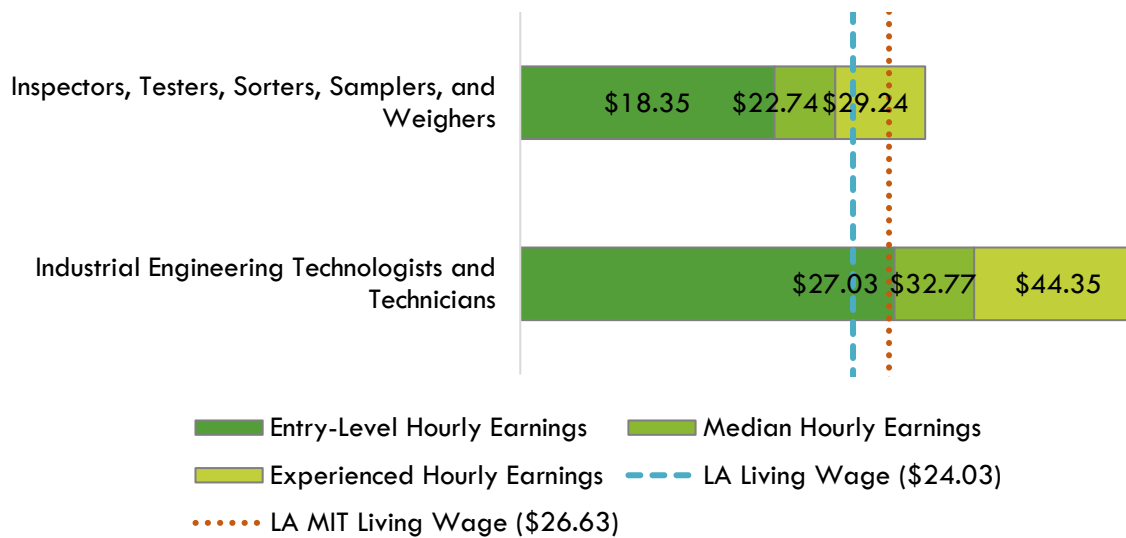 Inspectors, Testers, Sorters, Samplers, and
Weighers
$18.35 $22.74 $29.24
Industrial Engineering Technologists and
Technicians
$27.03 $32.77 $44.35
Entry-Level Hourly Earnings Median Hourly Earnings
Experienced Hourly Earnings LA Living Wage ($24.03)
LA MIT Living Wage ($26.63)